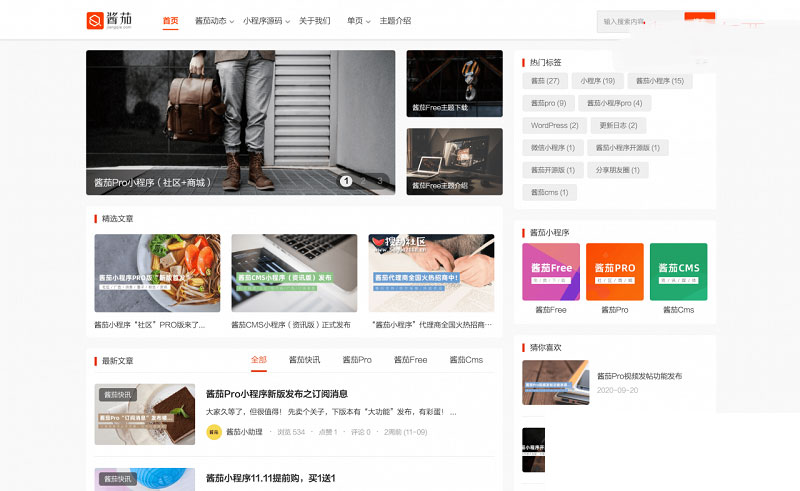 酱茄
首页
酱茄动态
小程序源码
关于我们
单页
主题介绍
输入搜索内容
酱茄Pro小程序（社区+商城）
1
2
3
酱茄Free主题下载
酱茄Free主题介绍
热门标签
酱茄 (27)
小程序 (19)
酱茄小程序 (15)
酱茄pro (9)
酱茄小程序pro (4)
WordPress (2)
更新日志 (2)
微信小程序 (1)
酱茄小程序开源版 (1)
酱茄开源版 (1)
分享朋友圈 (1)
酱茄cms (1)
精选文章
酱茄CMS小程序（资讯版）发布
搜动社区
酱茄代理商全国火热招商中!
酱茄小程序“社区”PRO版来了...
酱茄CMS小程序（资讯版）正式发布
“酱茄小程序”代理商全国火热招商…
酱茄小程序
酱茄Free
酱茄PRO
酱茄CMS
酱茄Free
酱茄Pro
酱茄Cms
最新文章
全部
酱茄快讯
酱茄Pro
酱茄Free
酱茄Cms
猜你喜欢
酱茄Pro视频发帖功能发布
2020-09-20
酱茄快讯
酱茄Pro小程序新版发布之订阅消息
大家久等了，但很值得！ 先卖个关子，下版本有“大功能”发布，有彩蛋！ ...
酱茄小助理 · 浏览 534 · 点赞 1 · 评论 0 · 2周前 (11-09)
酱茄快讯
酱茄小程序11.11提前购，买1送1